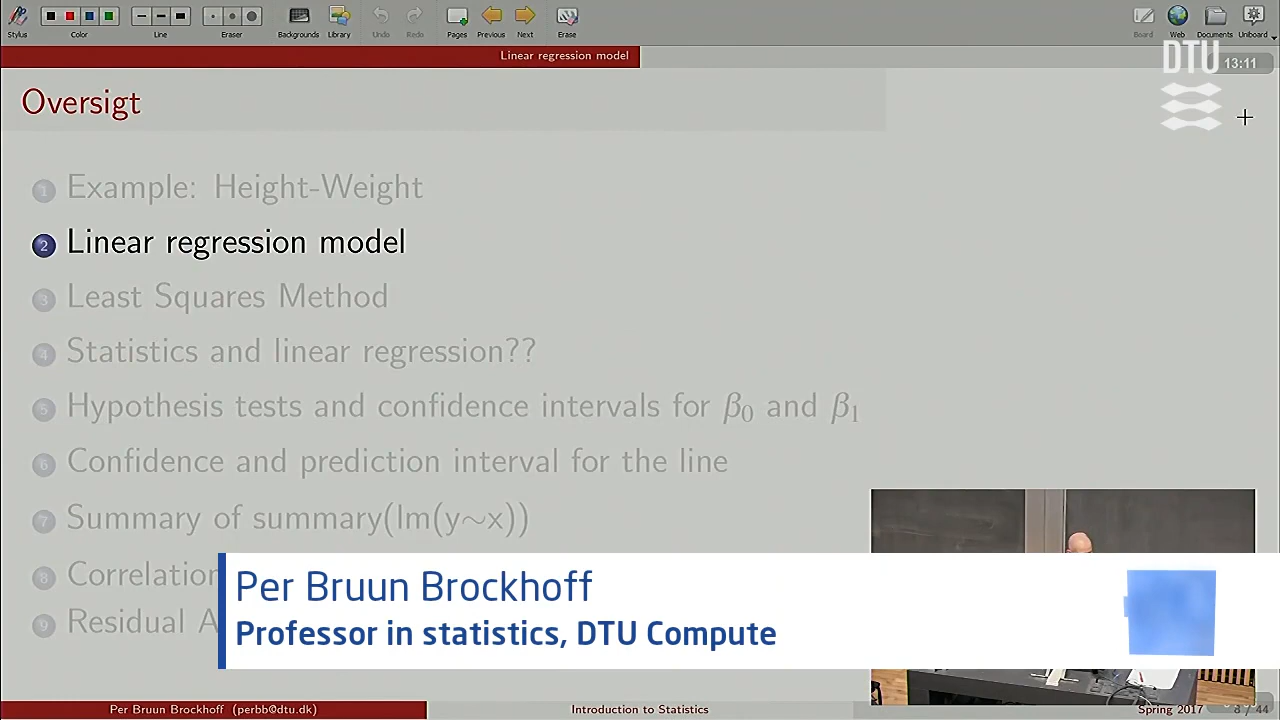 Stylus
Color
Line
Eraser
Backgrounds
Library
Undo
Redo
Pages
Previous
Next
Erase
Board
Web
Documents
Uniboard
Linear regression model
DTU
13:11
Oversigt
1 Example: Height-Weight
2 Linear regression model
3 Least Squares Method
4 Statistics and linear regression??
5 Hypothesis tests and confidence intervals for β0 and β1
6 Confidence and prediction interval for the line
7 Summary of summary(lm(y~x))
8 Correlation
9 Residual A
Per Bruun Brockhoff
Professor in statistics, DTU Compute
Per Bruun Brockhoff (perbb@dtu.dk)
Introduction to Statistics
Spring 2017
8 / 44